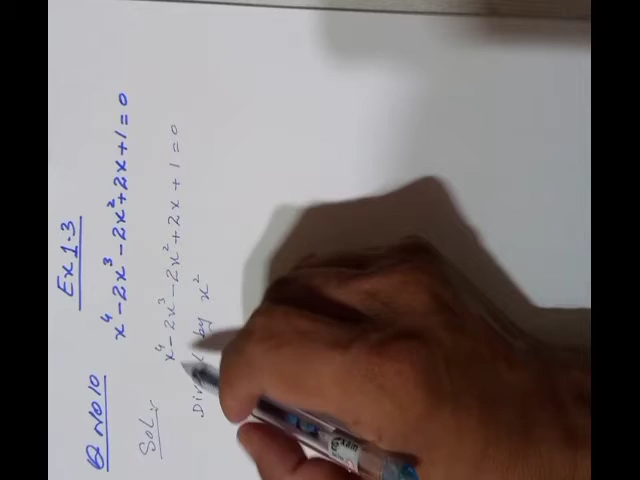 Ex 1.3
Q No 10 x⁴ - 2x³ - 2x² + 2x + 1 = 0
Sol:
x⁴ - 2x³ - 2x² + 2x + 1 = 0
by x²